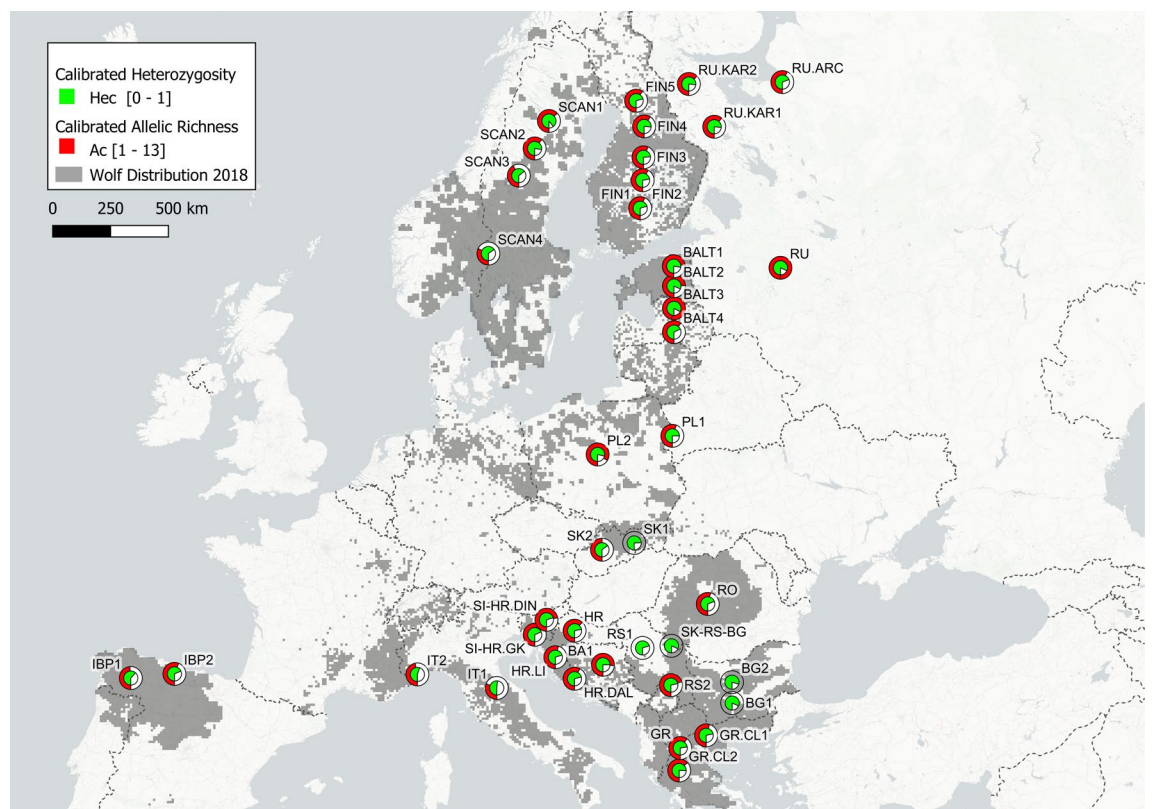 Calibrated Heterozygosity
Hec [0 - 1]
Calibrated Allelic Richness
Ac [1 - 13]
Wolf Distribution 2018
0 250 500 km
RU.KAR2
RU.ARC
FIN5
SCAN1
FIN4
RU.KAR1
SCAN2
FIN3
SCAN3
FIN1
FIN2
SCAN4
BALT1
RU
BALT2
BALT3
BALT4
PL1
PL2
SK1
SK2
RO
SI-HR.DIN
HR
RS1
SK-RS-BG
SI-HR.GK
BA1
IBP1
IBP2
IT2
IT1
HR.LI
HR.DAL
RS2
BG2
BG1
GR
GR.CL1
GR.CL2